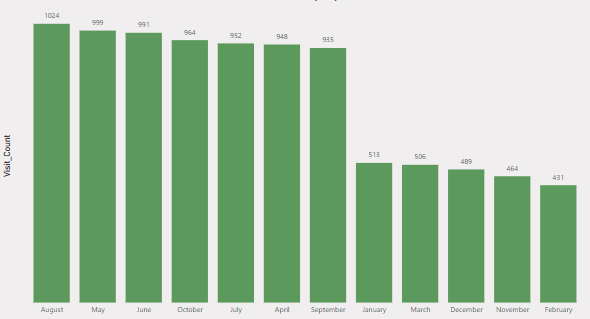 Visit_Count
1024
999
991
964
952
948
935
513
506
489
464
431
August
May
June
October
July
April
September
January
March
December
November
February